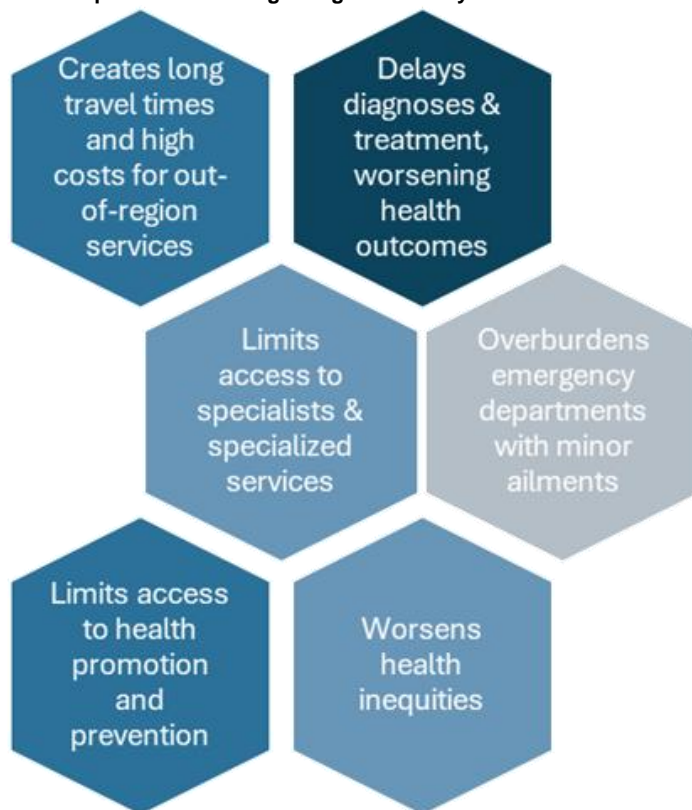 Creates long
travel times
and high
costs for out-
of-region
services
Delays
diagnoses &
treatment,
worsening
health
outcomes
Limits
access to
specialists &
specialized
services
Overburdens
emergency
departments
with minor
ailments
Limits access
to health
promotion
and
prevention
Worsens
health
inequities